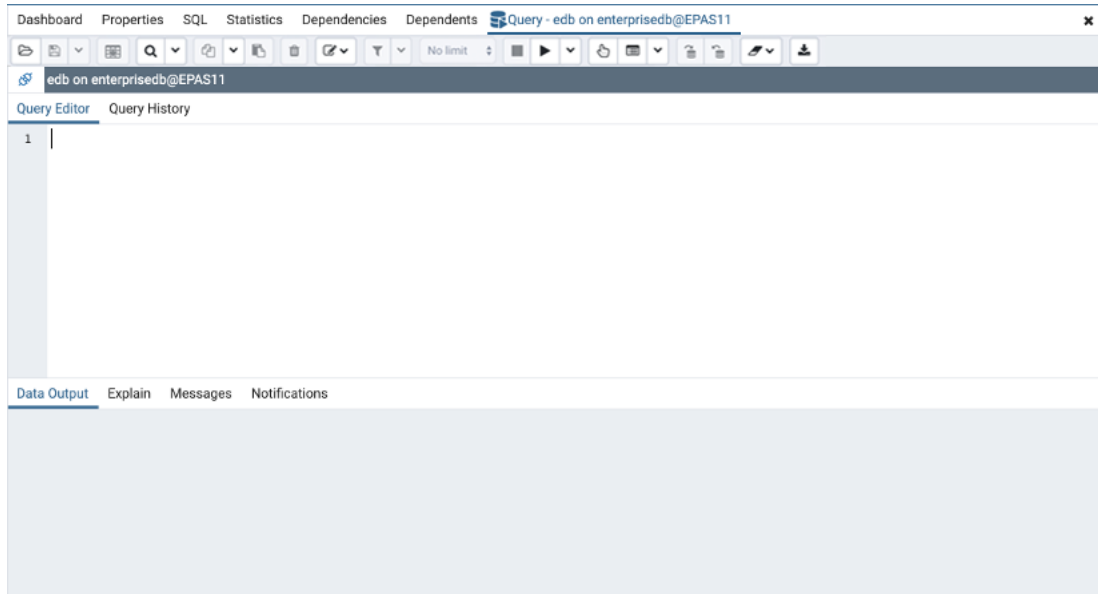 Dashboard Properties SQL Statistics Dependencies Dependents Query - edb on enterprisedb@EPAS11
No limit
edb on enterprisedb@EPAS11
Query Editor Query History
1
Data Output Explain Messages Notifications